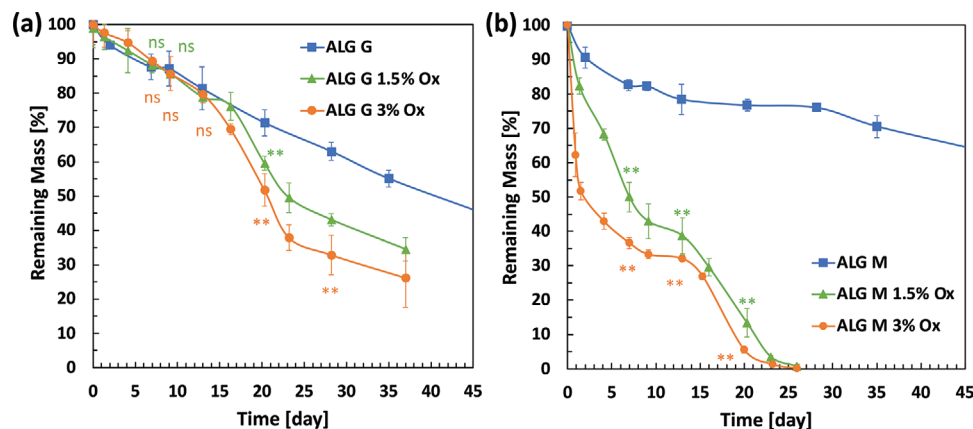 (a)
Remaining Mass [%]
100
90
80
70
60
50
40
30
20
10
0
ns
ns
ns
ns
ns
**
**
**
ALG G
ALG G 1.5% Ox
ALG G 3% Ox
0 5 10 15 20 25 30 35 40 45
Time [day]
(b)
Remaining Mass [%]
100
90
80
70
60
50
40
30
20
10
0
**
**
**
**
**
**
ALG M
ALG M 1.5% Ox
ALG M 3% Ox
0 5 10 15 20 25 30 35 40 45
Time [day]